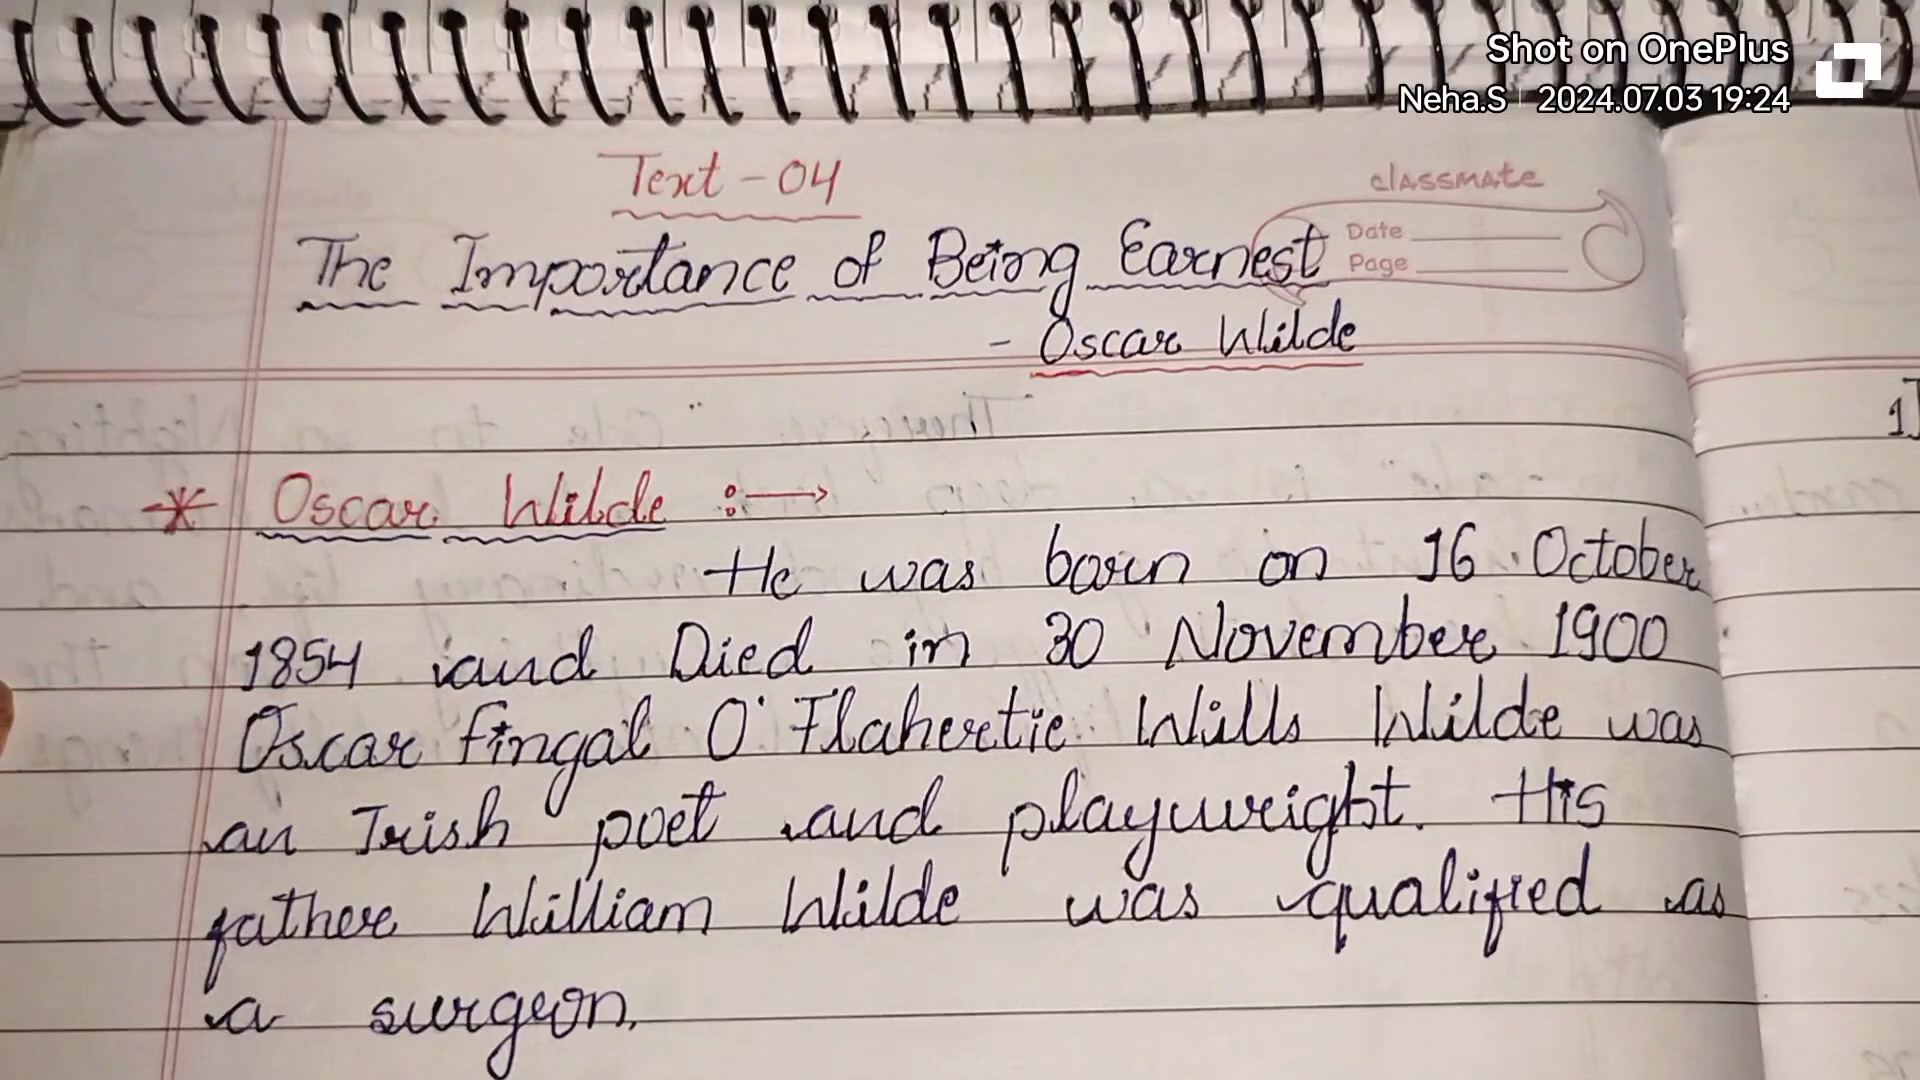 Shot on OnePlus
Neha.S | 2024.07.03 19:24
Text - 04
classmate
Date
Page
The Importance of Being Earnest
- Oscar Wilde
1]
* Oscar Wilde :→
He was born on 16 October
1854 and Died in 30 November 1900
Oscar Fingal O' Flahertie Wills Wilde was
an Irish poet and playwright. His
father William Wilde was qualified as
a surgeon.